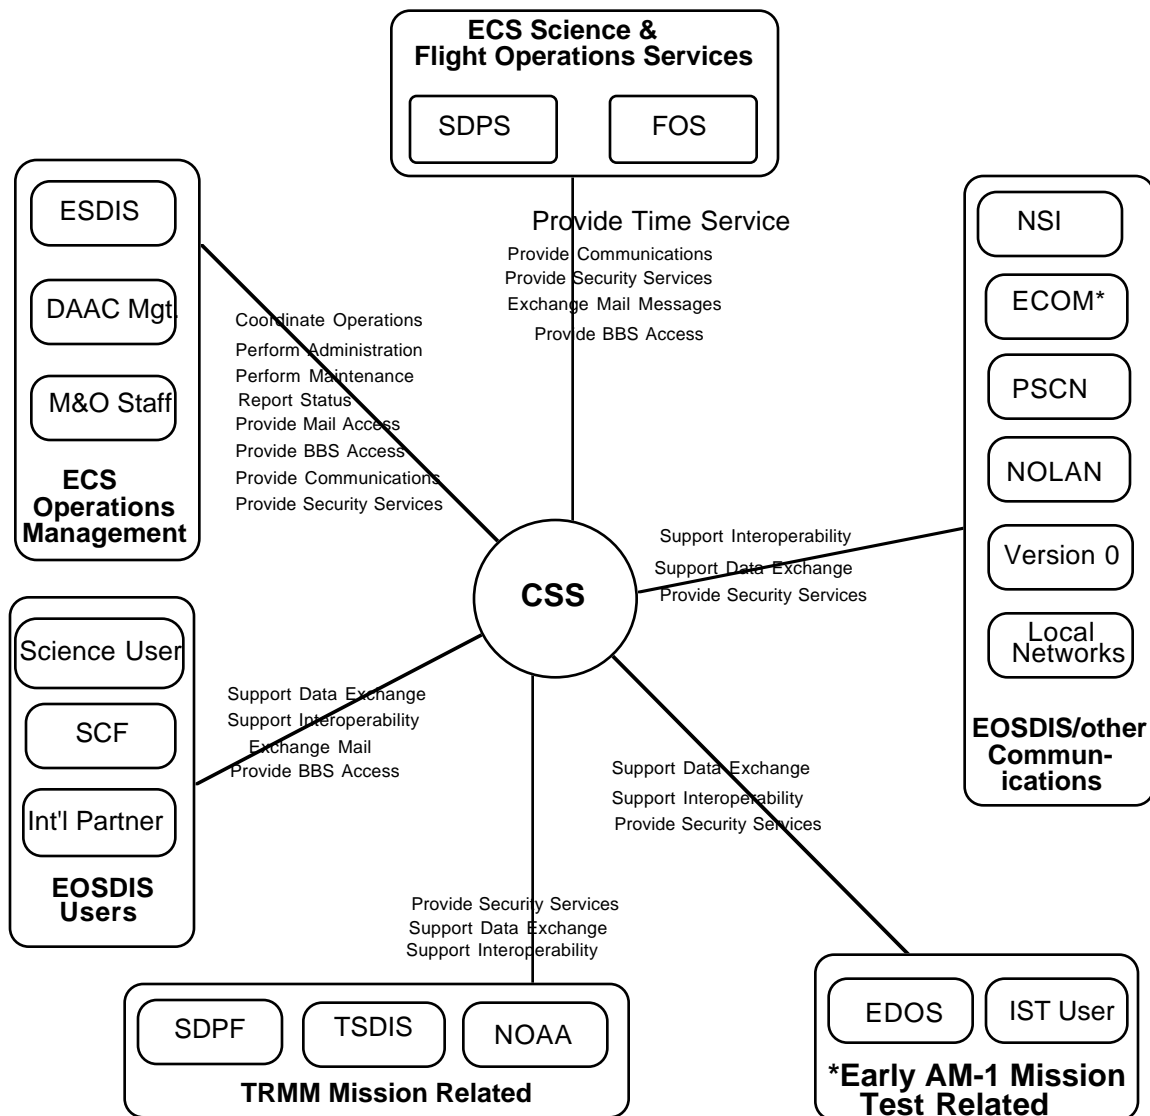 ECS Science &
Flight Operations Services
SDPS
FOS
ESDIS
DAAC Mgt.
M&O Staff
ECS
Operations
Management
Provide Time Service
Provide Communications
Provide Security Services
Exchange Mail Messages
Provide BBS Access
NSI
ECOM*
PSCN
NOLAN
Version 0
Local
Networks
EOSDIS/other
Commun-
ications
Coordinate Operations
Perform Administration
Perform Maintenance
Report Status
Provide Mail Access
Provide BBS Access
Provide Communications
Provide Security Services
Support Interoperability
Support Data Exchange
Provide Security Services
CSS
Science User
SCF
Int'l Partner
EOSDIS
Users
Support Data Exchange
Support Interoperability
Exchange Mail
Provide BBS Access
Support Data Exchange
Support Interoperability
Provide Security Services
Provide Security Services
Support Data Exchange
Support Interoperability
SDPF
TSDIS
NOAA
TRMM Mission Related
EDOS
IST User
*Early AM-1 Mission
Test Related